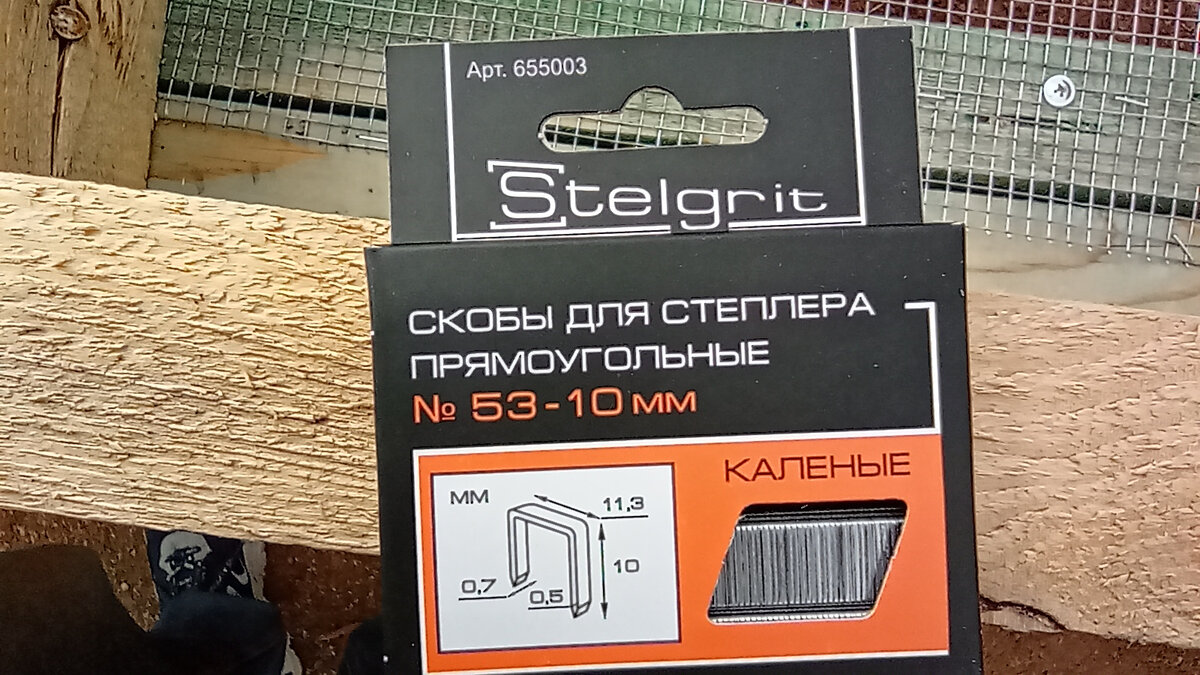 Арт. 655003
Stelgrit
СКОБЫ ДЛЯ СТЕПЛЕРА
ПРЯМОУГОЛЬНЫЕ
№ 53-10 мм
КАЛЕНЫЕ
мм
11,3
10
0,7
0,5